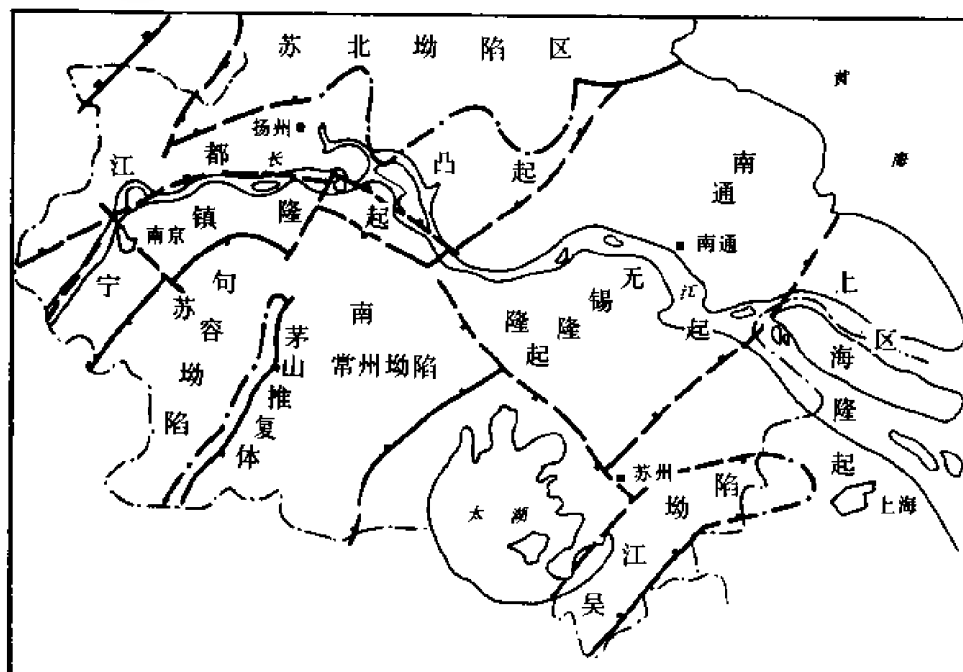 苏北坳陷区
黄海
扬州
江都凸起
长江
南通
南京
宁镇隆起
南通
上海隆起
苏南隆起区
无锡隆起
句容坳陷
茅山推复体
常州坳陷
苏州
太湖
吴江坳陷
上海